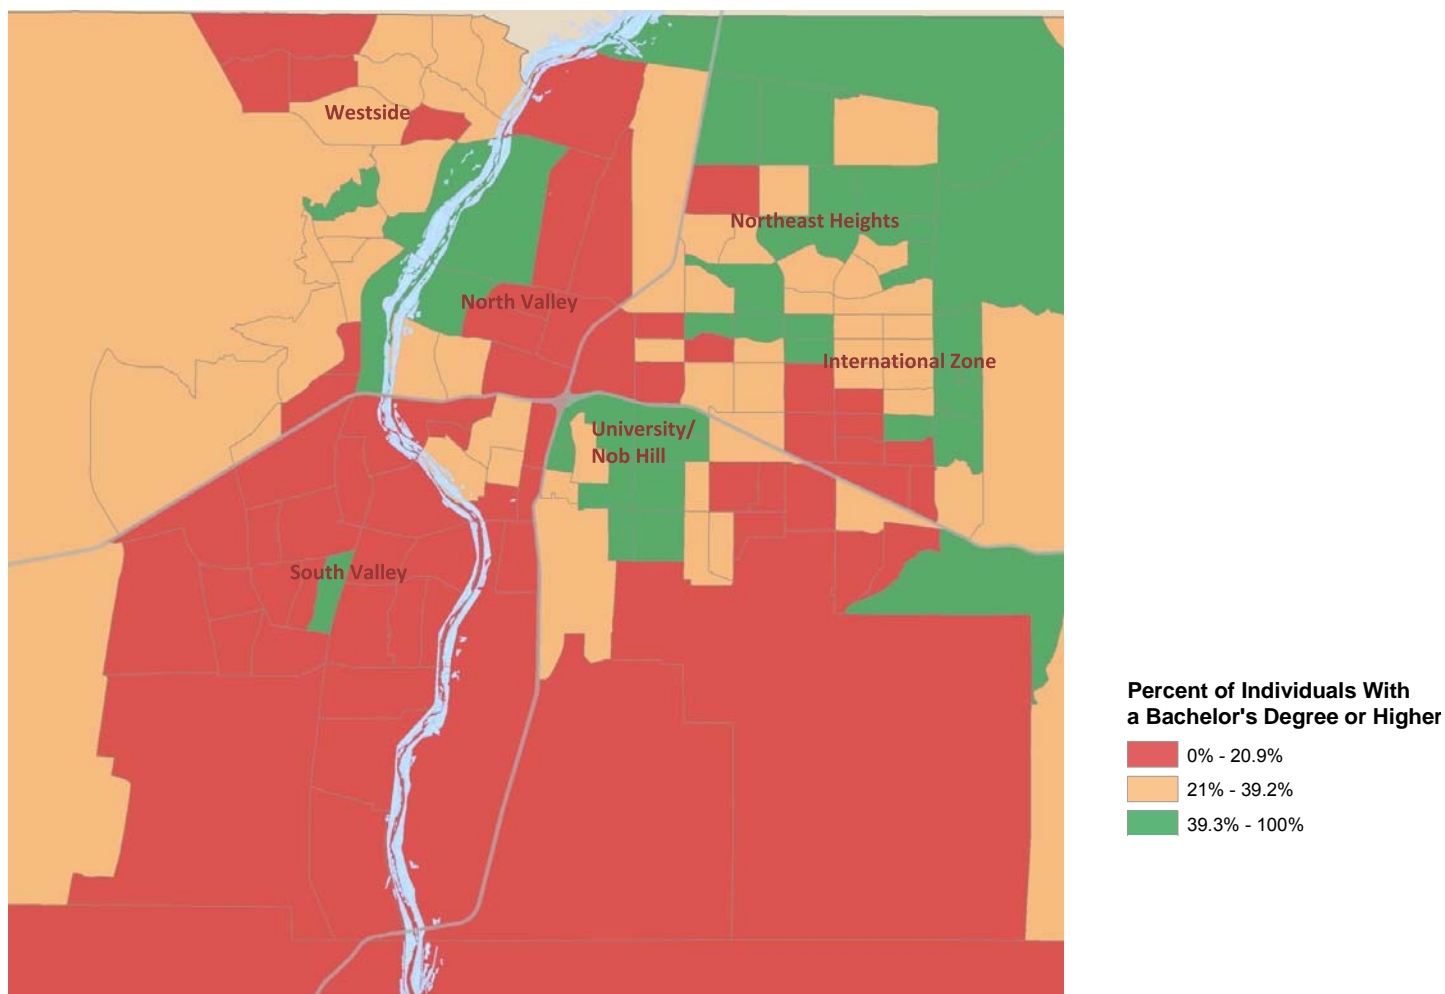 Westside
Northeast Heights
North Valley
International Zone
University/
Nob Hill
South Valley
Percent of Individuals With
a Bachelor's Degree or Higher
0% - 20.9%
21% - 39.2%
39.3% - 100%